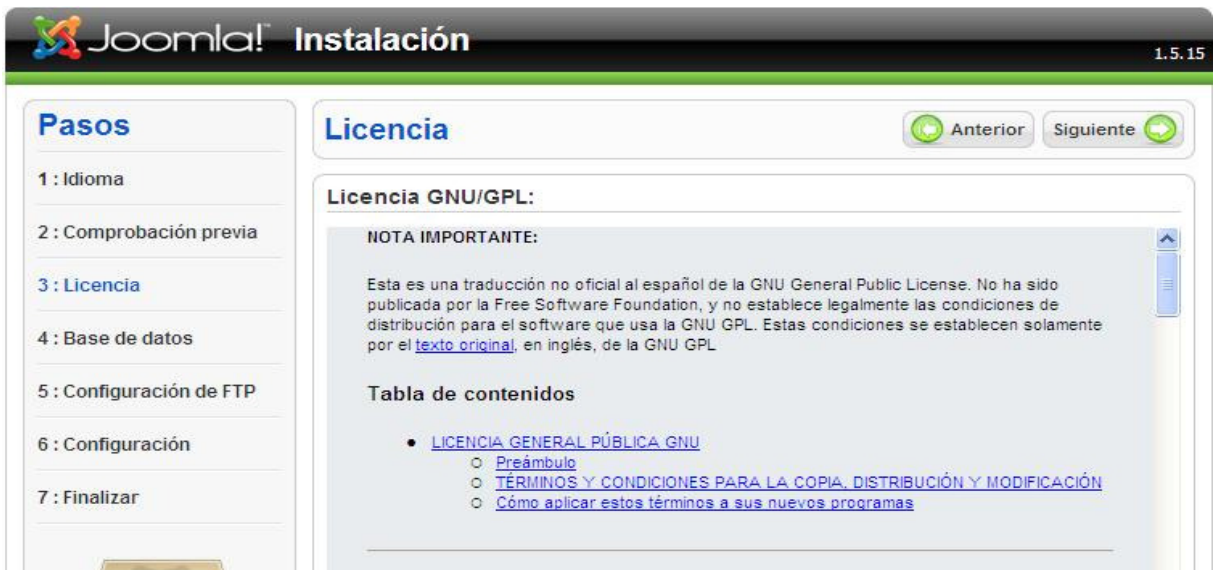 Joomla! Instalación
1.5.15
Pasos
1 : Idioma
2 : Comprobación previa
3 : Licencia
4 : Base de datos
5 : Configuración de FTP
6 : Configuración
7 : Finalizar
Licencia
Anterior
Siguiente
Licencia GNU/GPL:
NOTA IMPORTANTE:
Esta es una traducción no oficial al español de la GNU General Public License. No ha sido
publicada por la Free Software Foundation, y no establece legalmente las condiciones de
distribución para el software que usa la GNU GPL. Estas condiciones se establecen solamente
por el texto original, en inglés, de la GNU GPL
Tabla de contenidos
LICENCIA GENERAL PÚBLICA GNU
Preámbulo
TÉRMINOS Y CONDICIONES PARA LA COPIA, DISTRIBUCIÓN Y MODIFICACIÓN
Cómo aplicar estos términos a sus nuevos programas